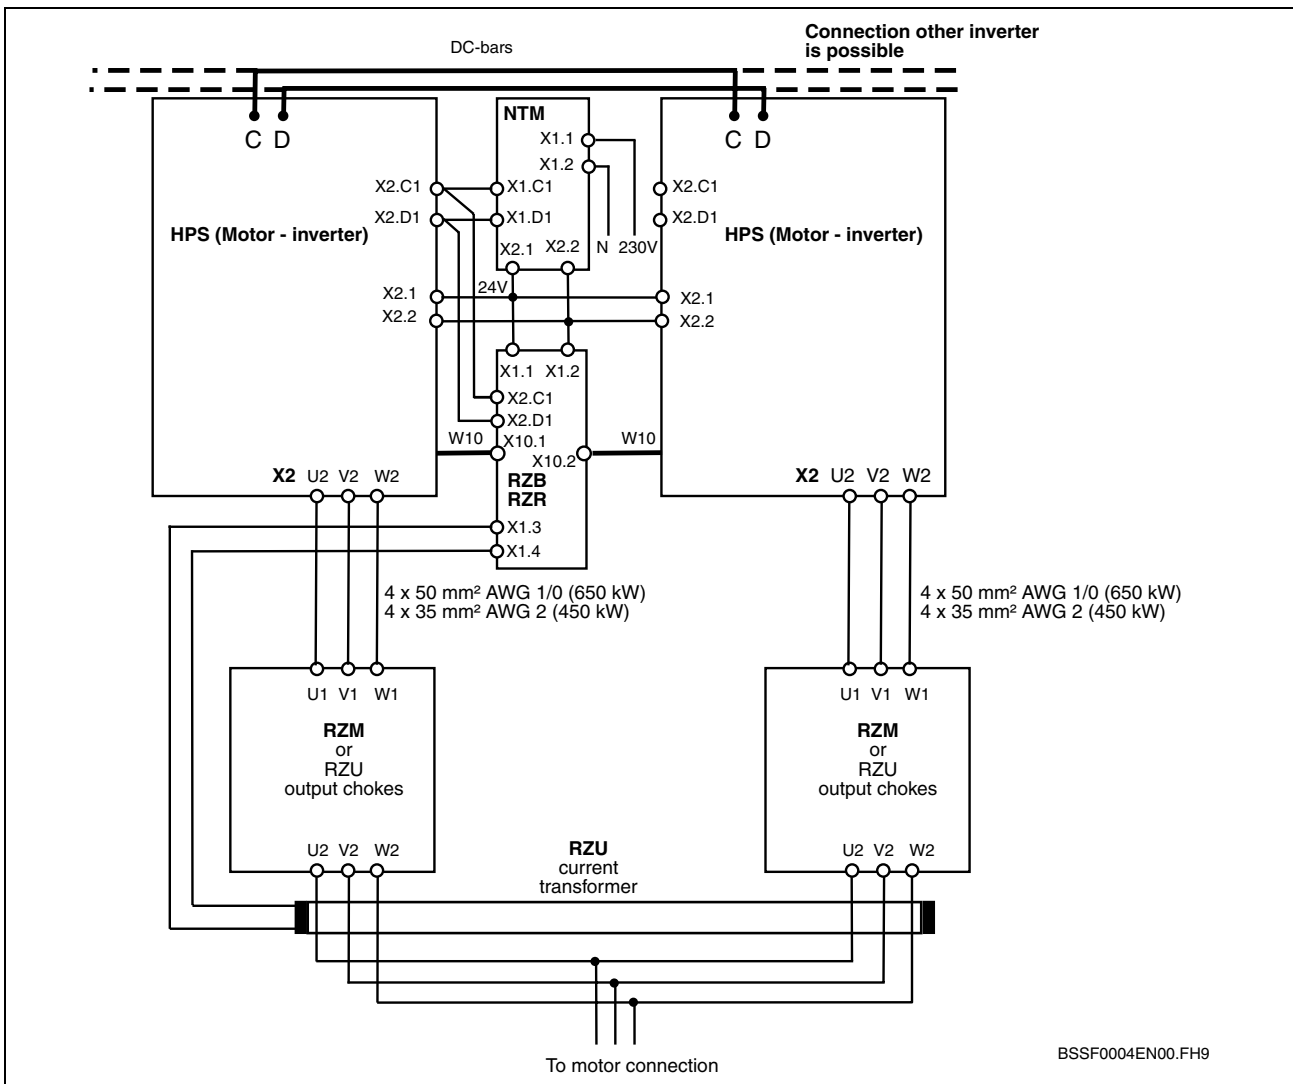 Connection other inverter
is possible
DC-bars
C D
NTM
X1.1
X1.2
C D
X2.C1
X1.C1
X2.C1
X2.D1
X1.D1
X2.D1
HPS (Motor - inverter)
HPS (Motor - inverter)
X2.1 X2.2
N 230V
24V
X2.1
X2.1
X2.2
X2.2
X1.1 X1.2
X2.C1
X2.D1
W10
X10.1
W10
X10.2
RZB
RZR
X2 U2 V2 W2
X2 U2 V2 W2
X1.3
X1.4
4 x 50 mm² AWG 1/0 (650 kW)
4 x 35 mm² AWG 2 (450 kW)
4 x 50 mm² AWG 1/0 (650 kW)
4 x 35 mm² AWG 2 (450 kW)
U1 V1 W1
RZM
or
RZU
output chokes
U2 V2 W2
U1 V1 W1
RZM
or
RZU
output chokes
U2 V2 W2
RZU
current
transformer
To motor connection
BSSF0004EN00.FH9